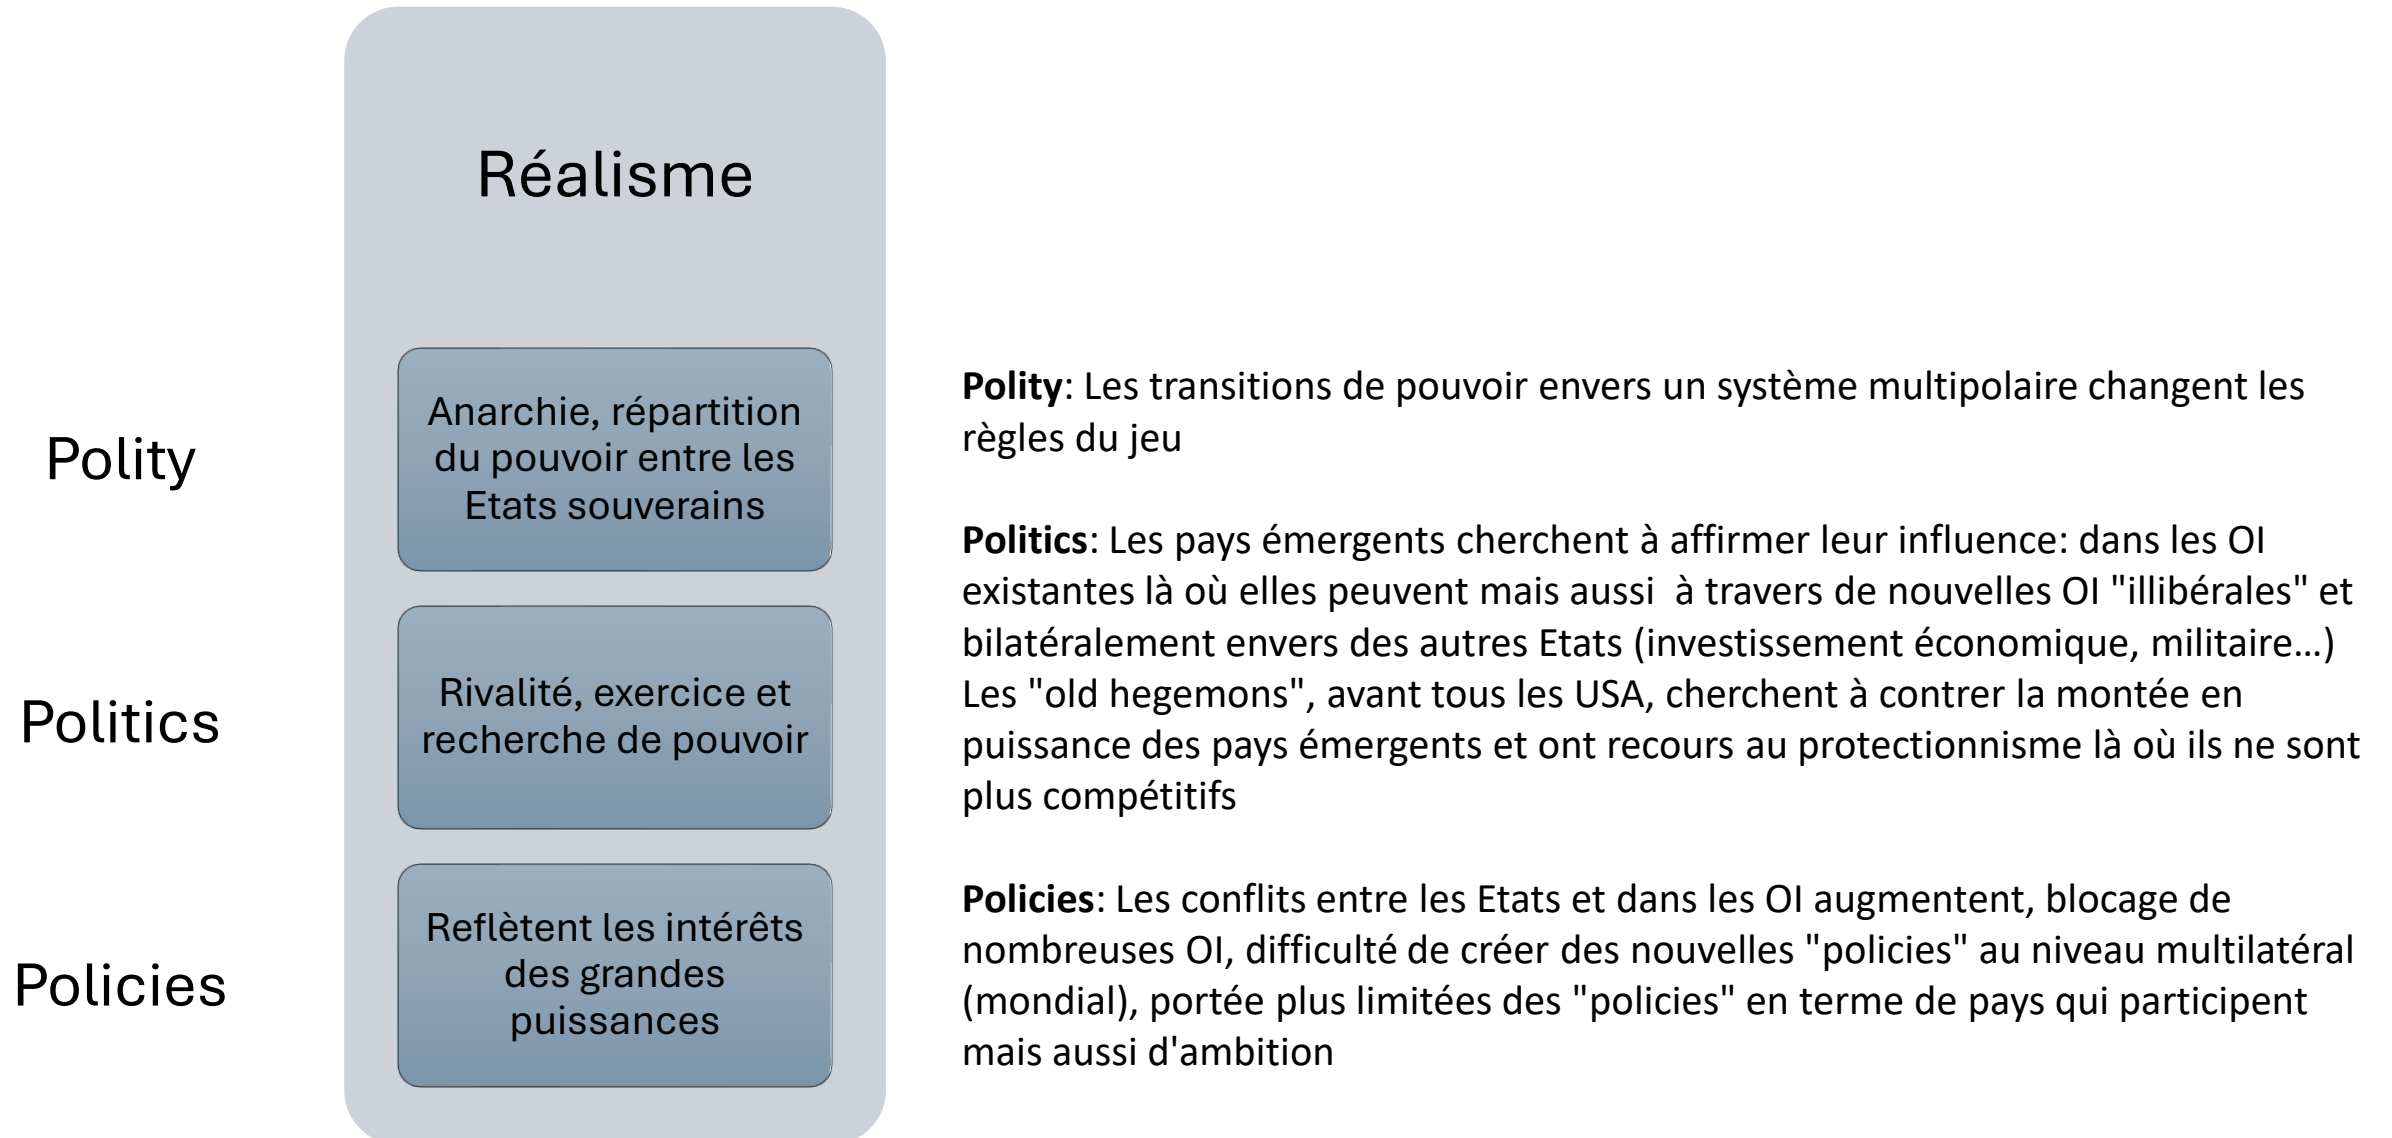 Réalisme
Polity
Anarchie, répartition
du pouvoir entre les
Etats souverains
Politics
Rivalité, exercice et
recherche de pouvoir
Policies
Reflètent les intérêts
des grandes
puissances
Polity: Les transitions de pouvoir envers un système multipolaire changent les
règles du jeu
Politics: Les pays émergents cherchent à affirmer leur influence: dans les OI
existantes là où elles peuvent mais aussi  à travers de nouvelles OI "illibérales" et
bilatéralement envers des autres Etats (investissement économique, militaire...)
Les "old hegemons", avant tous les USA, cherchent à contrer la montée en
puissance des pays émergents et ont recours au protectionnisme là où ils ne sont
plus compétitifs
Policies: Les conflits entre les Etats et dans les OI augmentent, blocage de
nombreuses OI, difficulté de créer des nouvelles "policies" au niveau multilatéral
(mondial), portée plus limitées des "policies" en terme de pays qui participent
mais aussi d'ambition